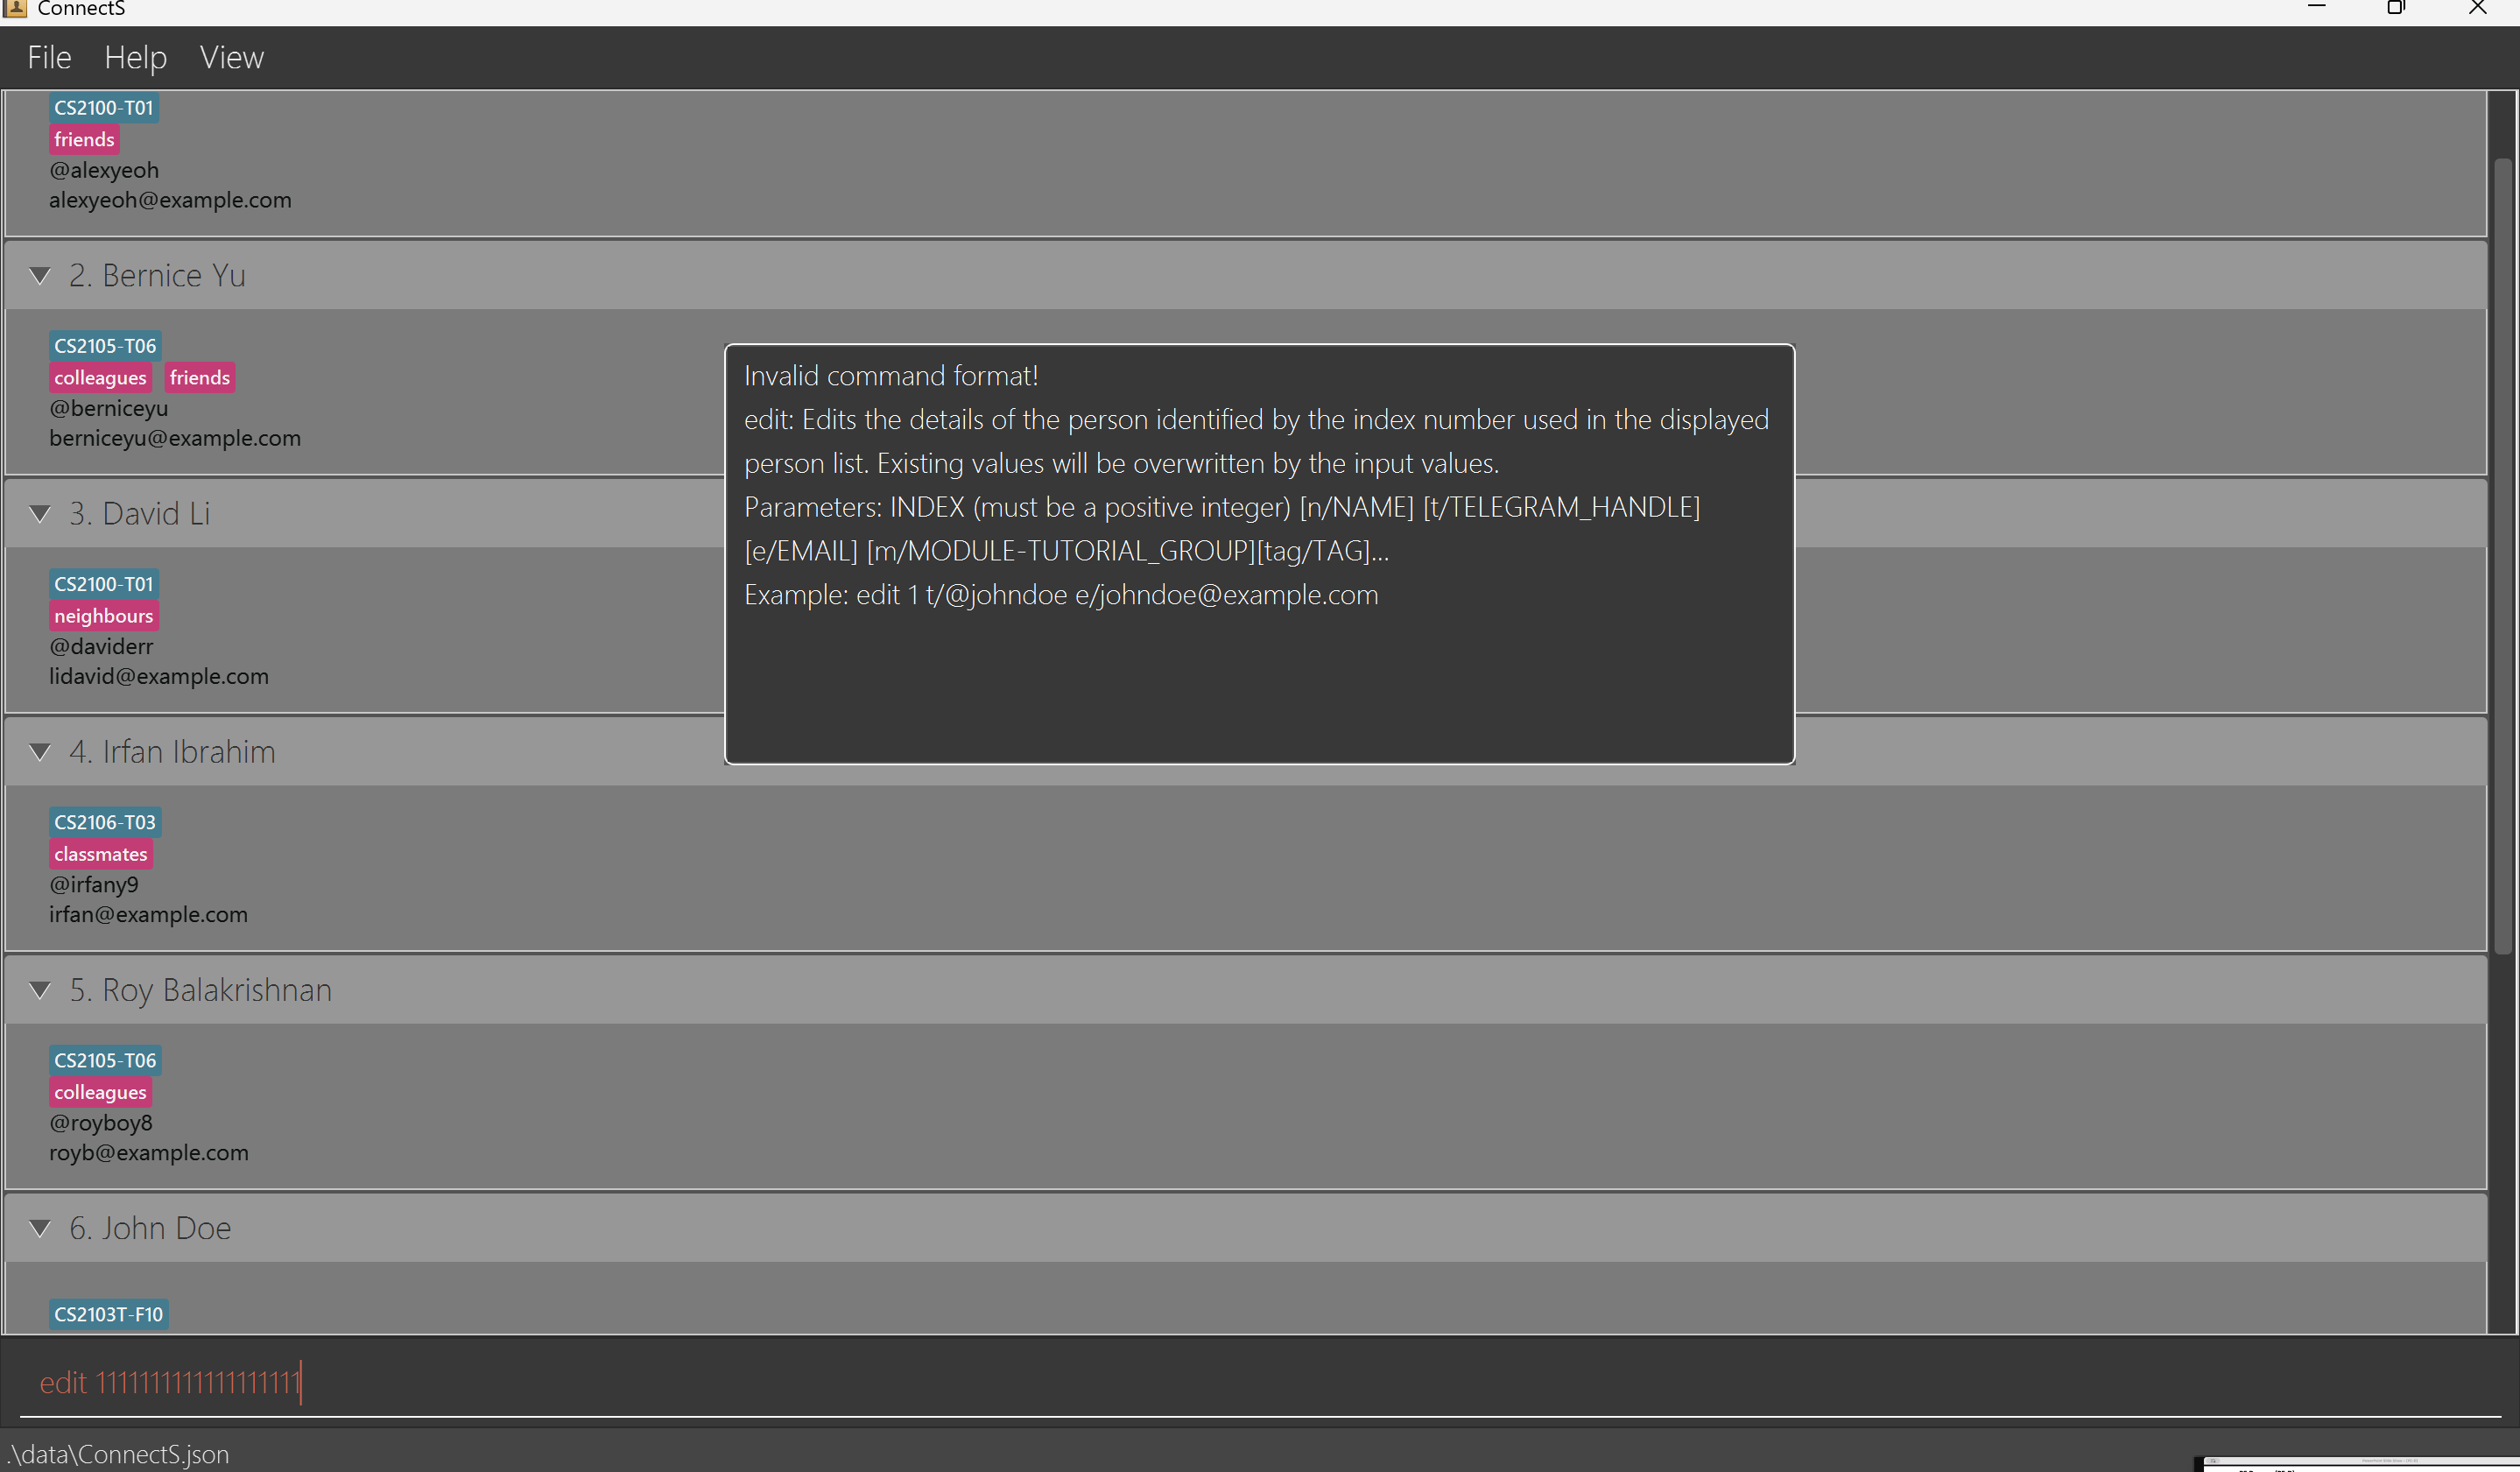 ConnectS
File Help View
CS2100-T01
friends
@alexyeoh
alexyeoh@example.com
2. Bernice Yu
CS2105-T06
colleagues friends
@berniceyu
berniceyu@example.com
3. David Li
CS2100-T01
neighbours
@daviderr
lidavid@example.com
4. Irfan Ibrahim
CS2106-T03
classmates
@irfany9
irfan@example.com
5. Roy Balakrishnan
CS2105-T06
colleagues
@royboy8
royb@example.com
6. John Doe
CS2103T-F10
Invalid command format!
edit: Edits the details of the person identified by the index number used in the displayed
person list. Existing values will be overwritten by the input values.
Parameters: INDEX (must be a positive integer) [n/NAME] [t/TELEGRAM_HANDLE]
[e/EMAIL] [m/MODULE-TUTORIAL_GROUP][tag/TAG]...
Example: edit 1 t/@johndoe e/johndoe@example.com
edit 1111111111111111111
.\data\ConnectS.json